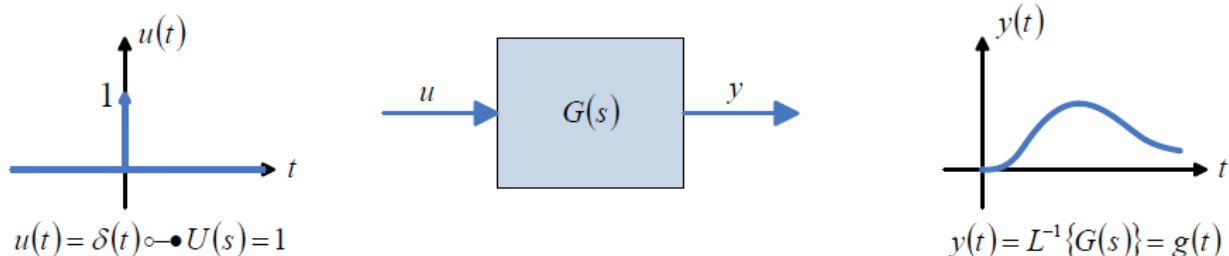 u(t)
1
t
u(t) = δ(t) ○–● U(s) = 1
u
G(s)
y
y(t)
t
y(t) = L⁻¹{G(s)} = g(t)